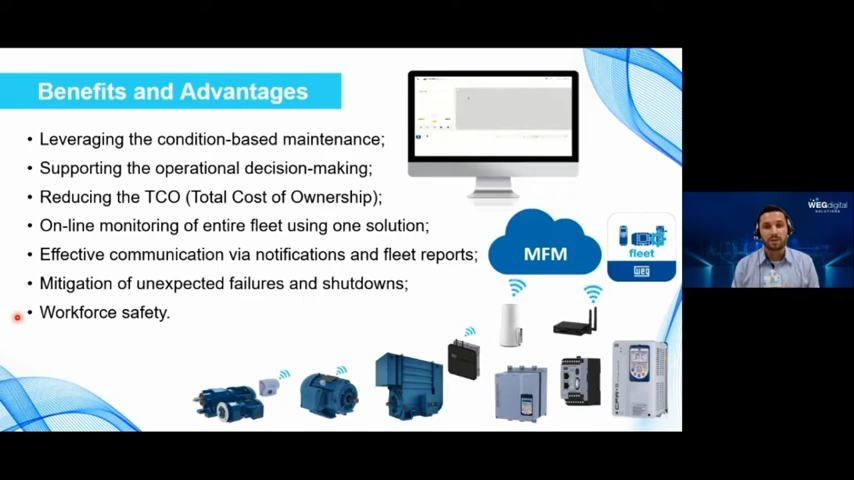 Benefits and Advantages
• Leveraging the condition-based maintenance;
• Supporting the operational decision-making;
• Reducing the TCO (Total Cost of Ownership);
• On-line monitoring of entire fleet using one solution;
• Effective communication via notifications and fleet reports;
• Mitigation of unexpected failures and shutdowns;
• Workforce safety.
MFM
fleet
WEG
WEGdigital
SOLUTIONS